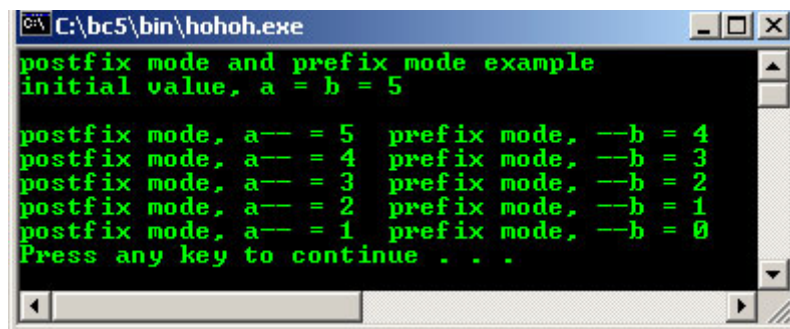 C:\bc5\bin\hohoh.exe
postfix mode and prefix mode example
initial value, a = b = 5
postfix mode, a-- = 5  prefix mode, --b = 4
postfix mode, a-- = 4  prefix mode, --b = 3
postfix mode, a-- = 3  prefix mode, --b = 2
postfix mode, a-- = 2  prefix mode, --b = 1
postfix mode, a-- = 1  prefix mode, --b = 0
Press any key to continue . . .